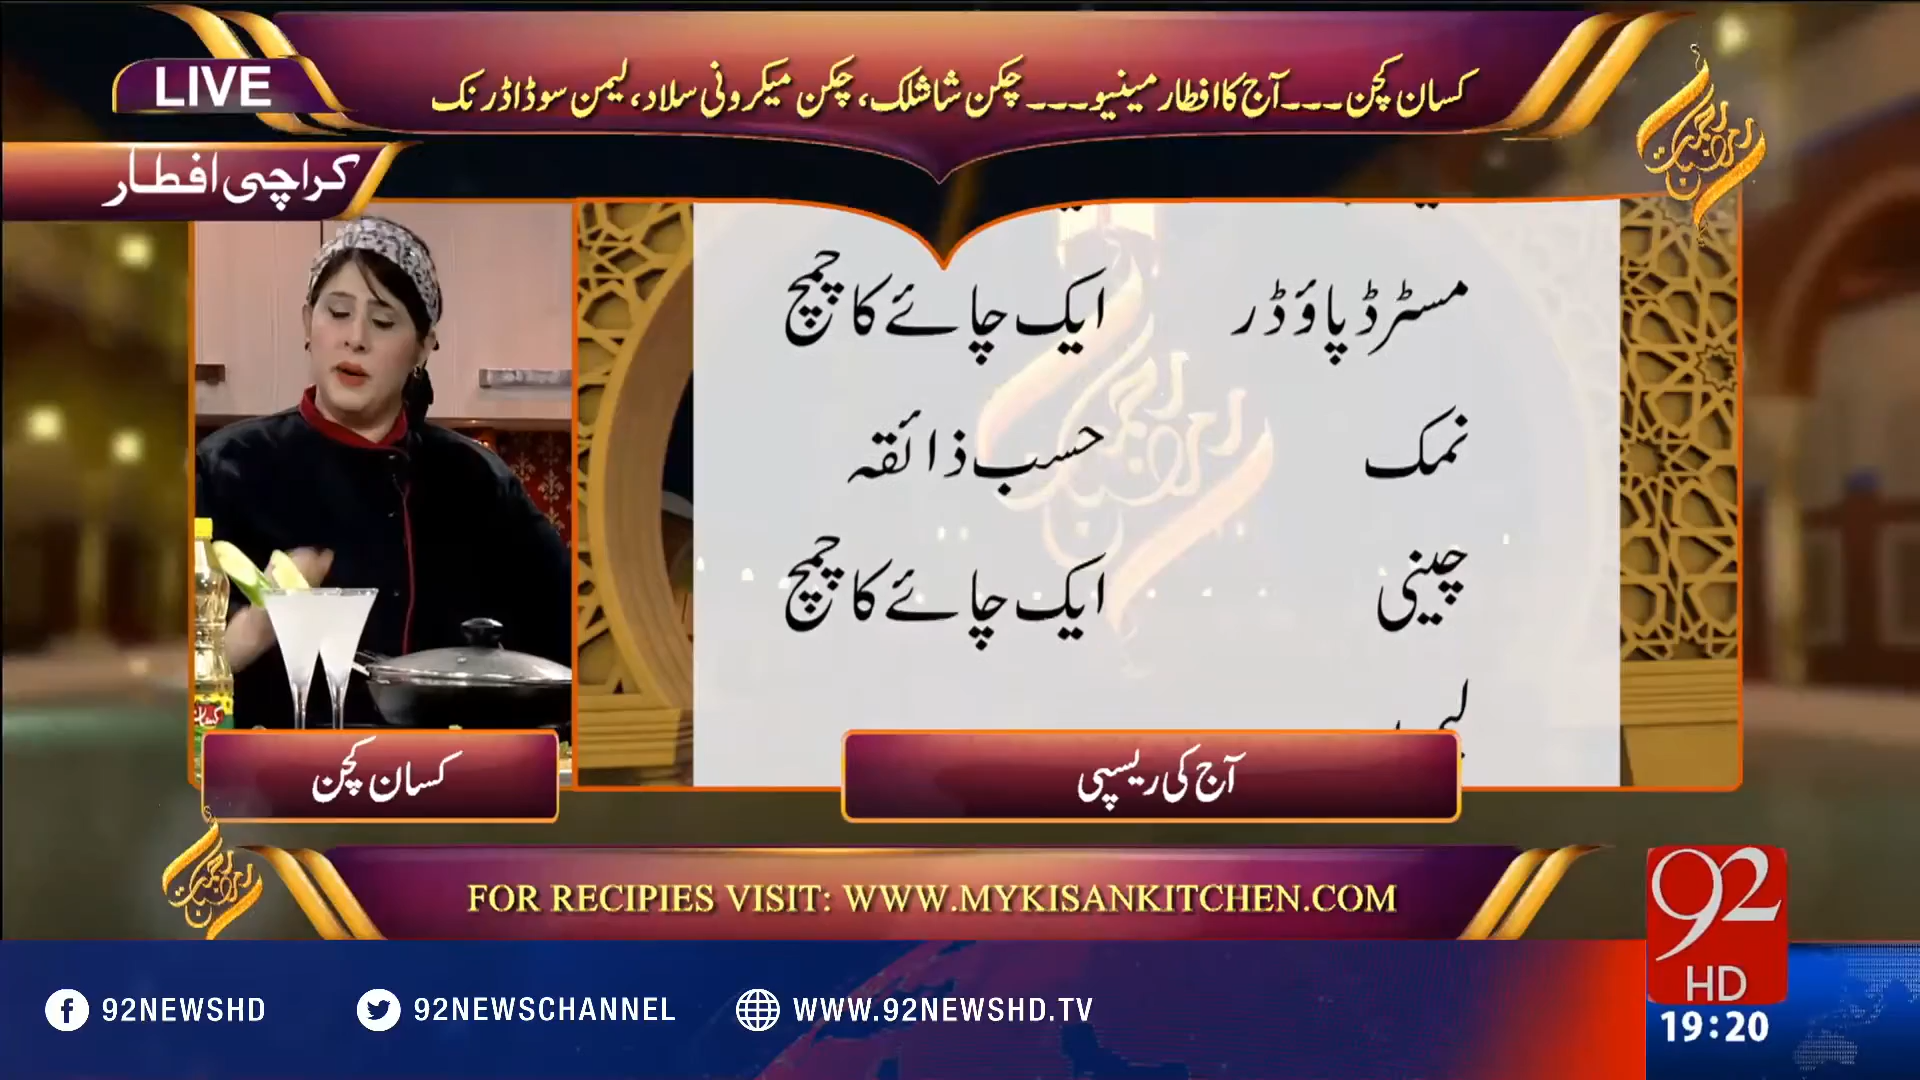 LIVE
کسان کچن ۔۔۔ آج کا افطار مینیو ۔۔۔ چکن شاشلک، چکن میکرونی سلاد، لیمن سوڈا ڈرنک
کراچی افطار
مسٹرڈ پاؤڈر ایک چائے کا چمچ
نمک حسب ذائقہ
چینی ایک چائے کا چمچ
کسان کچن
آج کی ریسپی
FOR RECIPIES VISIT: WWW.MYKISANKITCHEN.COM
92
HD
19:20
92NEWSHD
92NEWSCHANNEL
WWW.92NEWSHD.TV